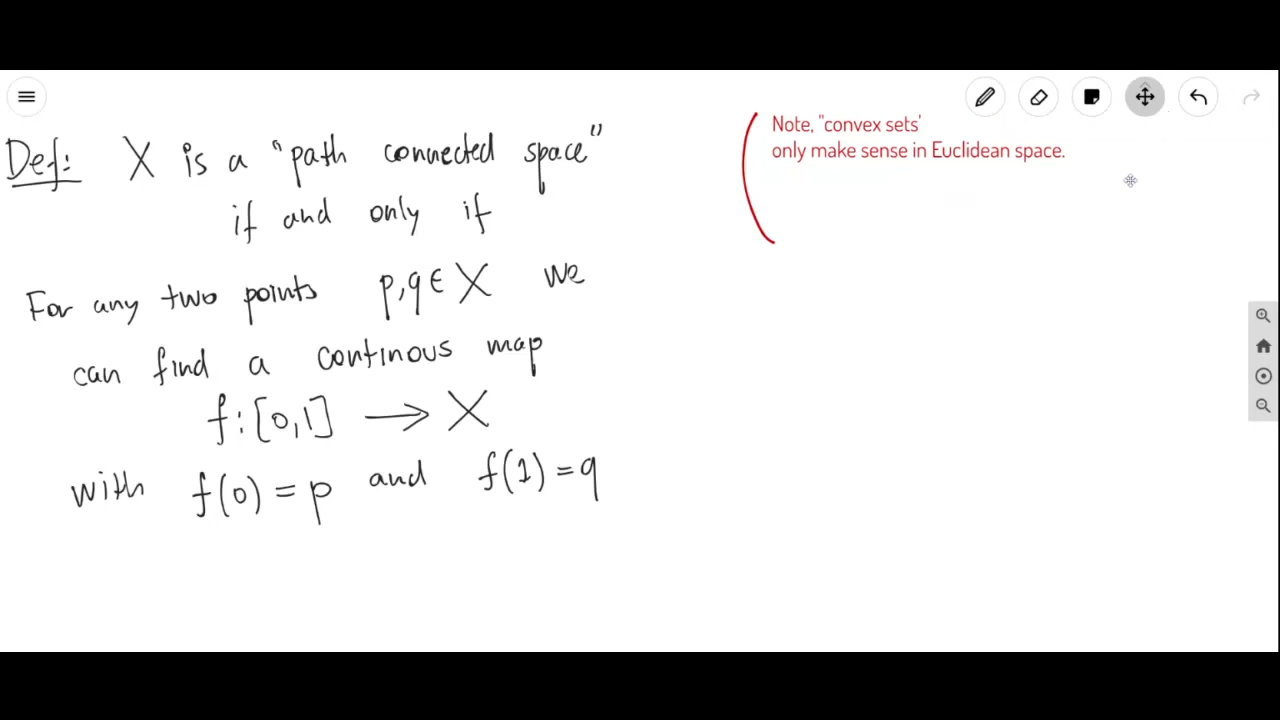 Def: X is a "path connected space"
if and only if
For any two points p,q ∈ X we
can find a continous map
f:[0,1] → X
with f(0) = p and f(1) = q
Note, "convex sets'
only make sense in Euclidean space.